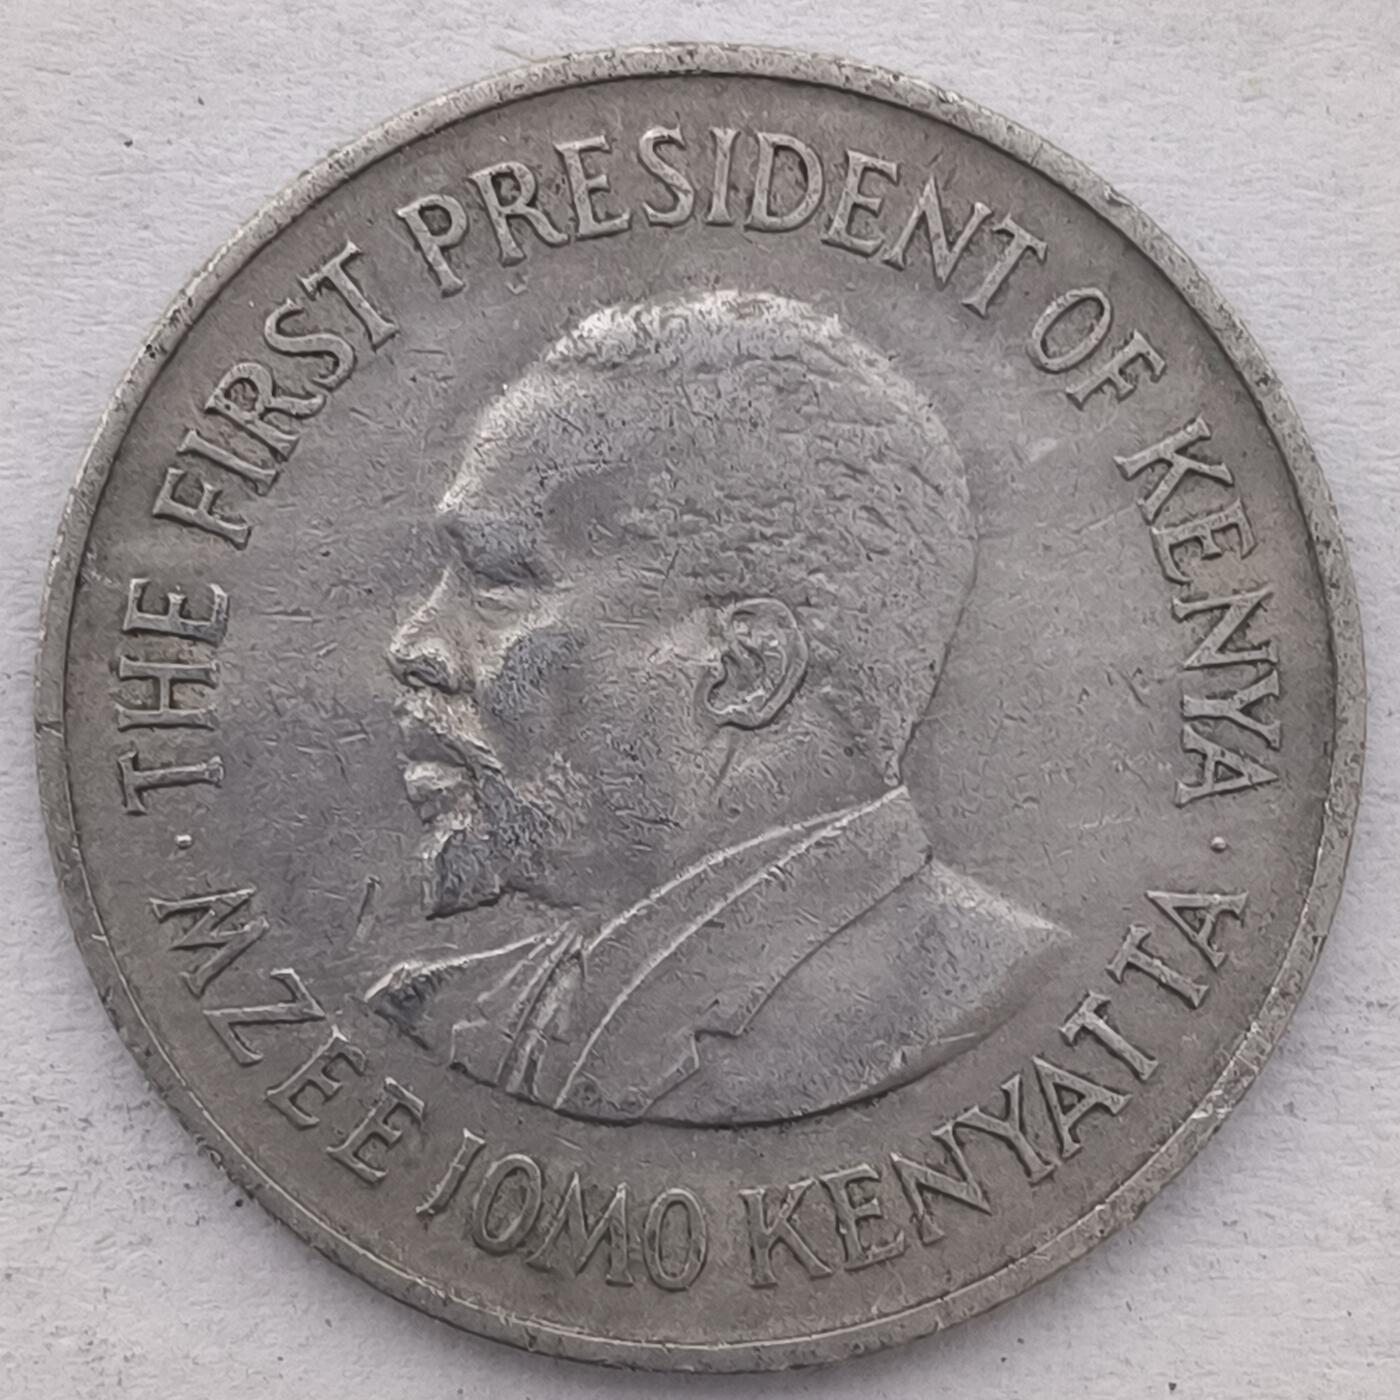 · THE FIRST PRESIDENT OF KENYA ·
MZEE JOMO KENYATTA